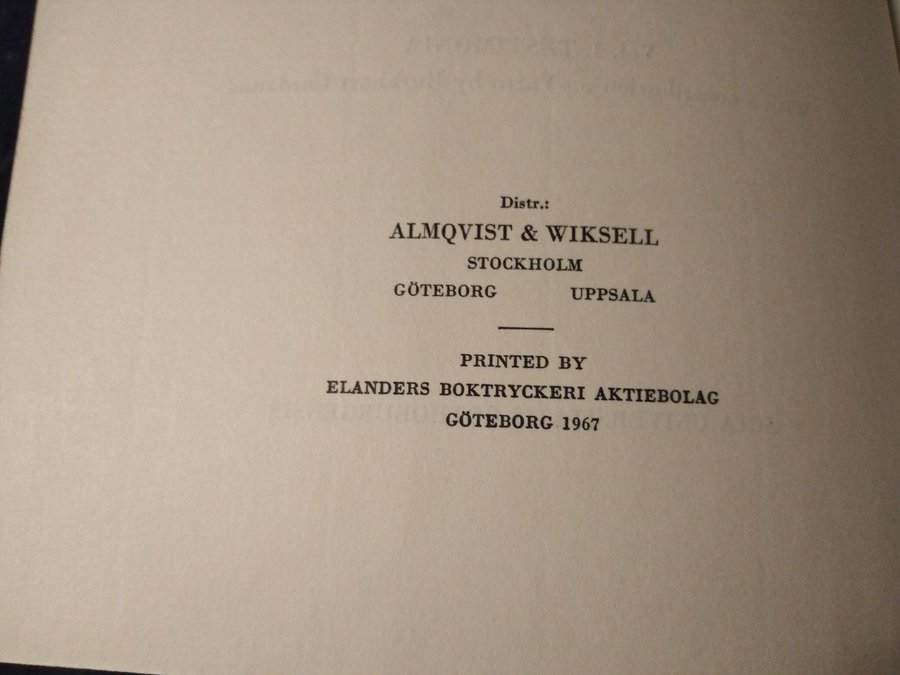 Distr.:
ALMQVIST & WIKSELL
STOCKHOLM
GÖTEBORG UPPSALA
PRINTED BY
ELANDERS BOKTRYCKERI AKTIEBOLAG
GÖTEBORG 1967